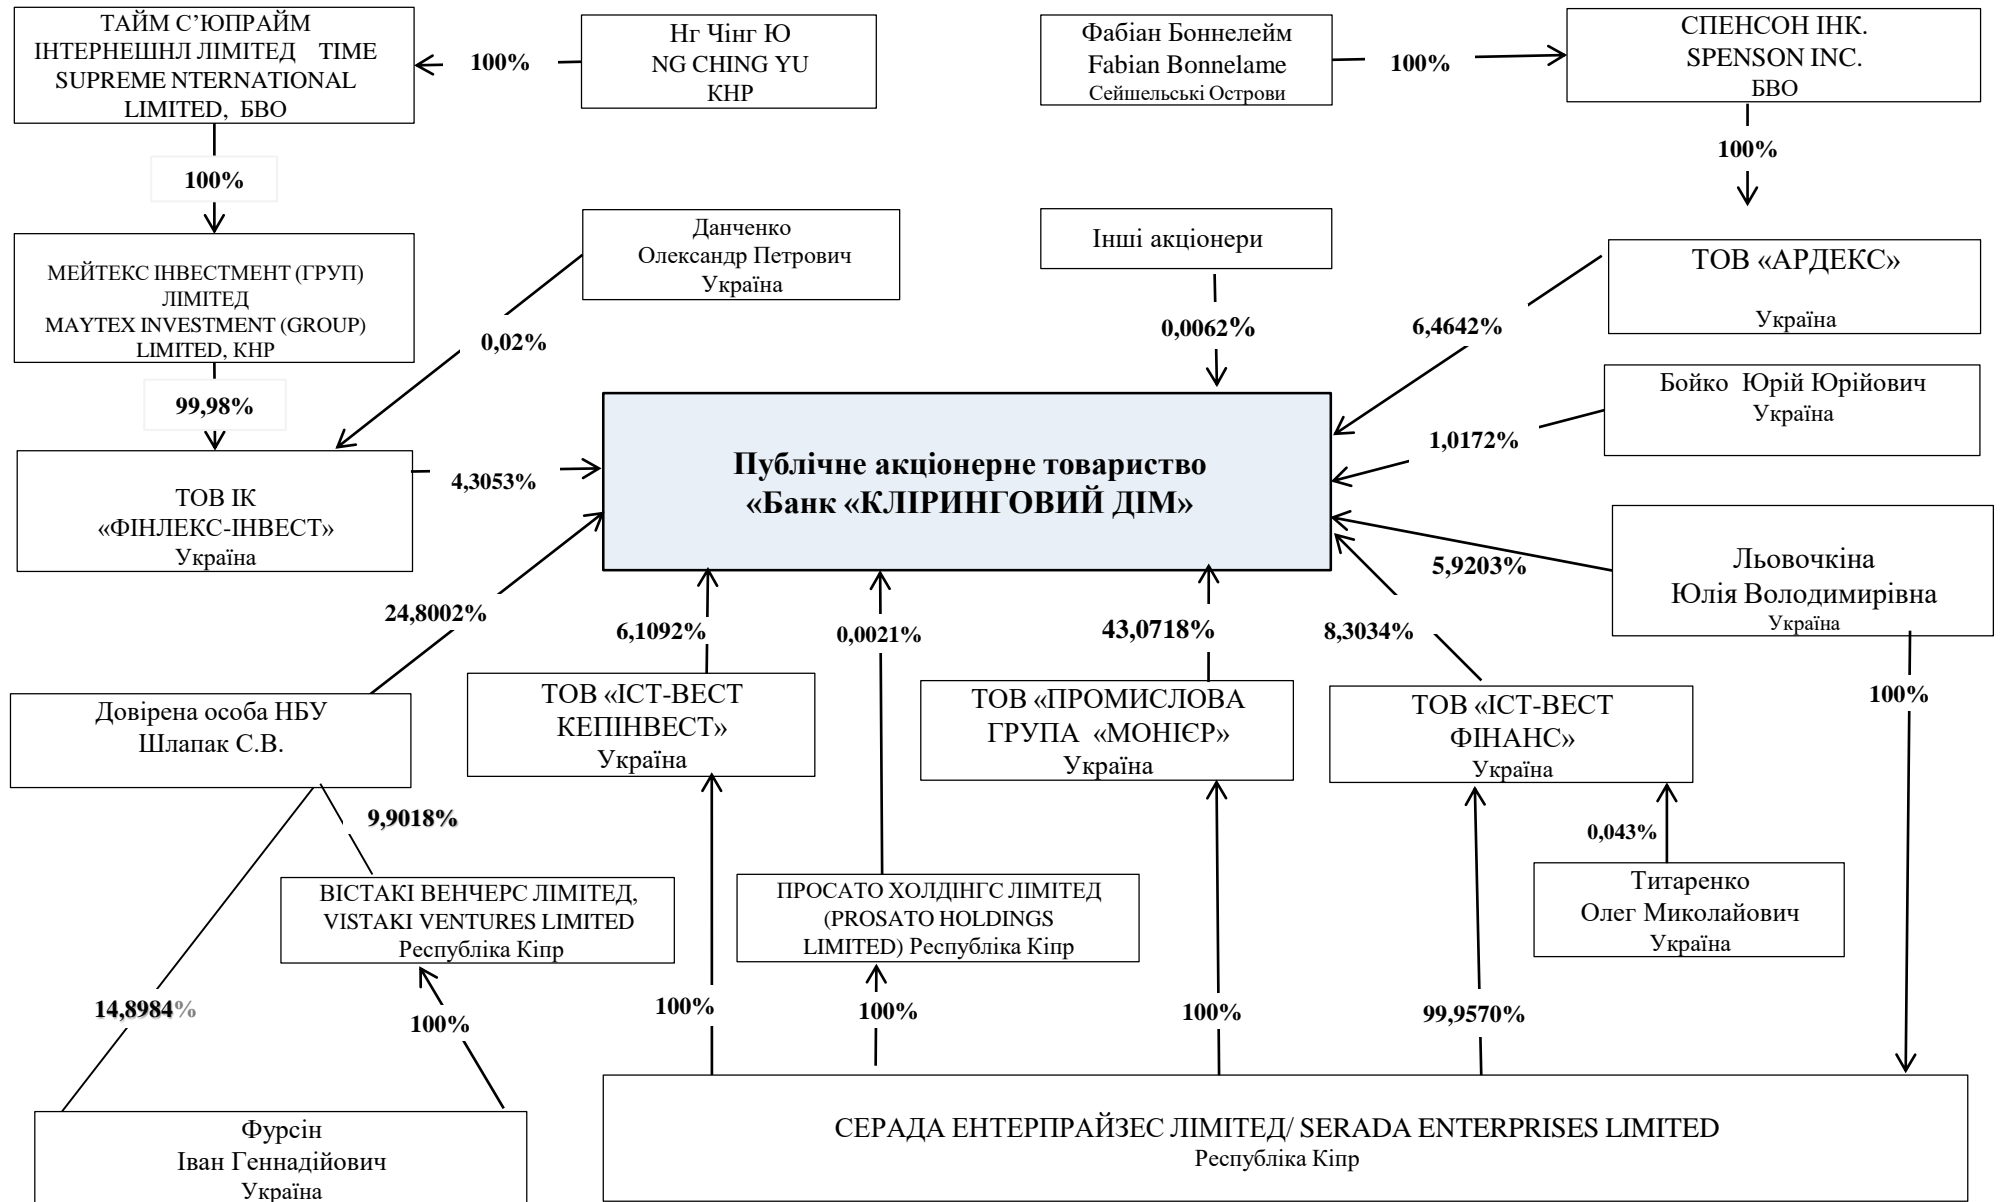 ТАЙМ С’ЮПРАЙМ
ІНТЕРНЕШНЛ ЛІМІТЕД TIME
SUPREME NTERNATIONAL
LIMITED, БВО
100%
Нг Чінг Ю
NG CHING YU
КНР
Фабіан Боннелейм
Fabian Bonnelame
Сейшельські Острови
100%
СПЕНСОН ІНК.
SPENSON INC.
БВО
100%
100%
МЕЙТЕКС ІНВЕСТМЕНТ (ГРУП)
ЛІМІТЕД
MAYTEX INVESTMENT (GROUP)
LIMITED, КНР
Данченко
Олександр Петрович
Україна
Інші акціонери
ТОВ «АРДЕКС»
Україна
0,02%
0,0062%
6,4642%
99,98%
Бойко Юрій Юрійович
Україна
1,0172%
ТОВ ІК
«ФІНЛЕКС-ІНВЕСТ»
Україна
4,3053%
Публічне акціонерне товариство
«Банк «КЛІРИНГОВИЙ ДІМ»
Льовочкіна
Юлія Володимирівна
Україна
5,9203%
24,8002%
6,1092%
0,0021%
43,0718%
8,3034%
100%
Довірена особа НБУ
Шлапак С.В.
ТОВ «ІСТ-ВЕСТ
КЕПІНВЕСТ»
Україна
ТОВ «ПРОМИСЛОВА
ГРУПА «МОНІЄР»
Україна
ТОВ «ІСТ-ВЕСТ
ФІНАНС»
Україна
9,9018%
0,043%
ВІСТАКІ ВЕНЧЕРС ЛІМІТЕД,
VISTAKI VENTURES LIMITED
Республіка Кіпр
ПРОСАТО ХОЛДІНГС ЛІМІТЕД
(PROSATO HOLDINGS
LIMITED) Республіка Кіпр
Титаренко
Олег Миколайович
Україна
14,8984%
100%
100%
100%
100%
99,9570%
Фурсін
Іван Геннадійович
Україна
СЕРАДА ЕНТЕРПРАЙЗЕС ЛІМІТЕД/ SERADA ENTERPRISES LIMITED
Республіка Кіпр